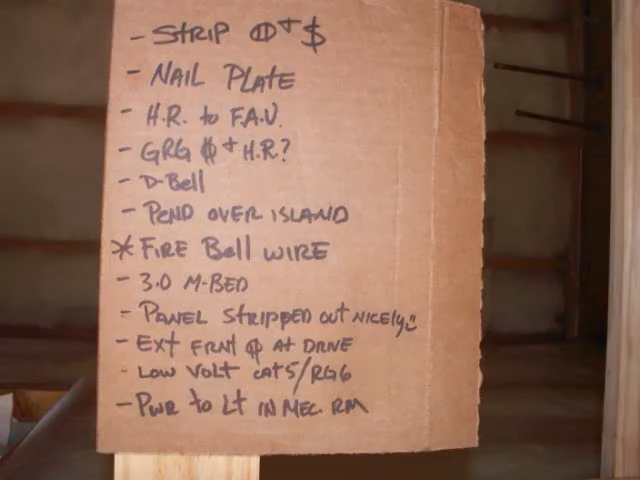 - STRIP ⏀ + $
- NAIL PLATE
- H.R. to F.A.U.
- GRG ⏀ + H.R.?
- D-Bell
- PEND OVER ISLAND
* FIRE Bell WIRE
- 3.0 M-BED
- PANEL STRIPPED OUT NICELY
- EXT FRNT ⏀ AT DRIVE
- LOW VOLT CAT5/RG6
- PWR to LT IN MEC. RM